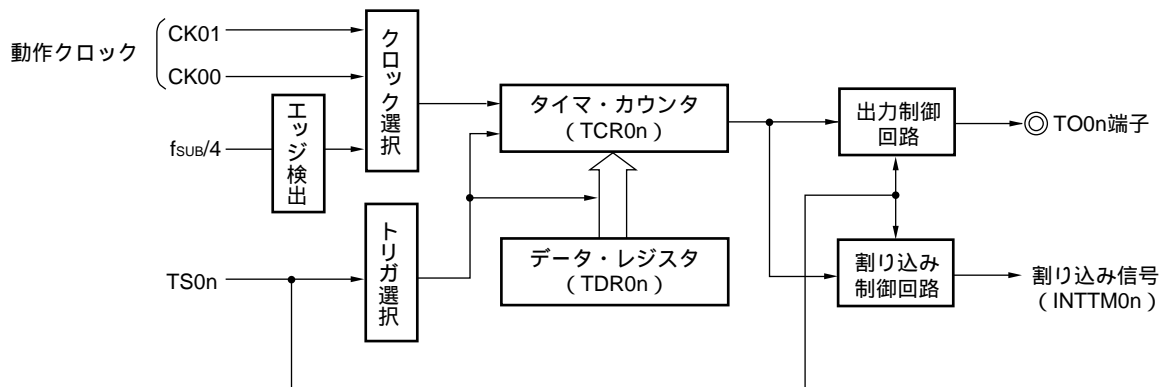 動作クロック
CK01
CK00
fSUB/4
エッジ検出
クロック選択
TS0n
トリガ選択
タイマ・カウンタ
（TCR0n）
データ・レジスタ
（TDR0n）
出力制御
回路
TO0n端子
割り込み
制御回路
割り込み信号
（INTTM0n）